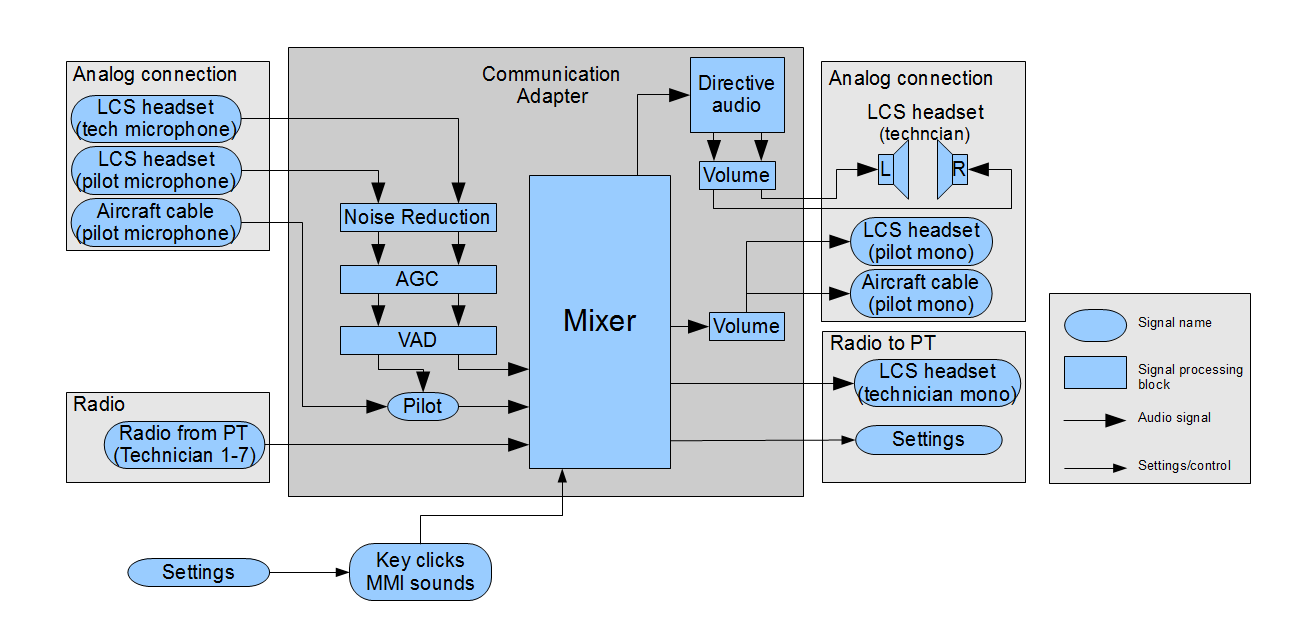 Analog connection
LCS headset
(tech microphone)
LCS headset
(pilot microphone)
Aircraft cable
(pilot microphone)
Radio
Radio from PT
(Technician 1-7)
Communication
Adapter
Noise Reduction
AGC
VAD
Pilot
Mixer
Directive
audio
Volume
Volume
Analog connection
LCS headset
(techncian)
L
R
LCS headset
(pilot mono)
Aircraft cable
(pilot mono)
Radio to PT
LCS headset
(technician mono)
Settings
Settings
Key clicks
MMI sounds
Signal name
Signal processing
block
Audio signal
Settings/control